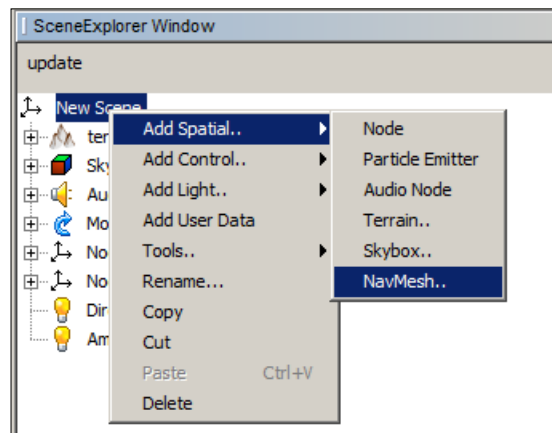 SceneExplorer Window
update
New Scene
ter
Add Spatial..
Node
Sky
Add Control..
Particle Emitter
Au
Add Light..
Audio Node
Mo
Add User Data
Terrain..
No
Tools..
Skybox..
No
Rename...
NavMesh..
Dir
Copy
Am
Cut
Paste Ctrl+V
Delete